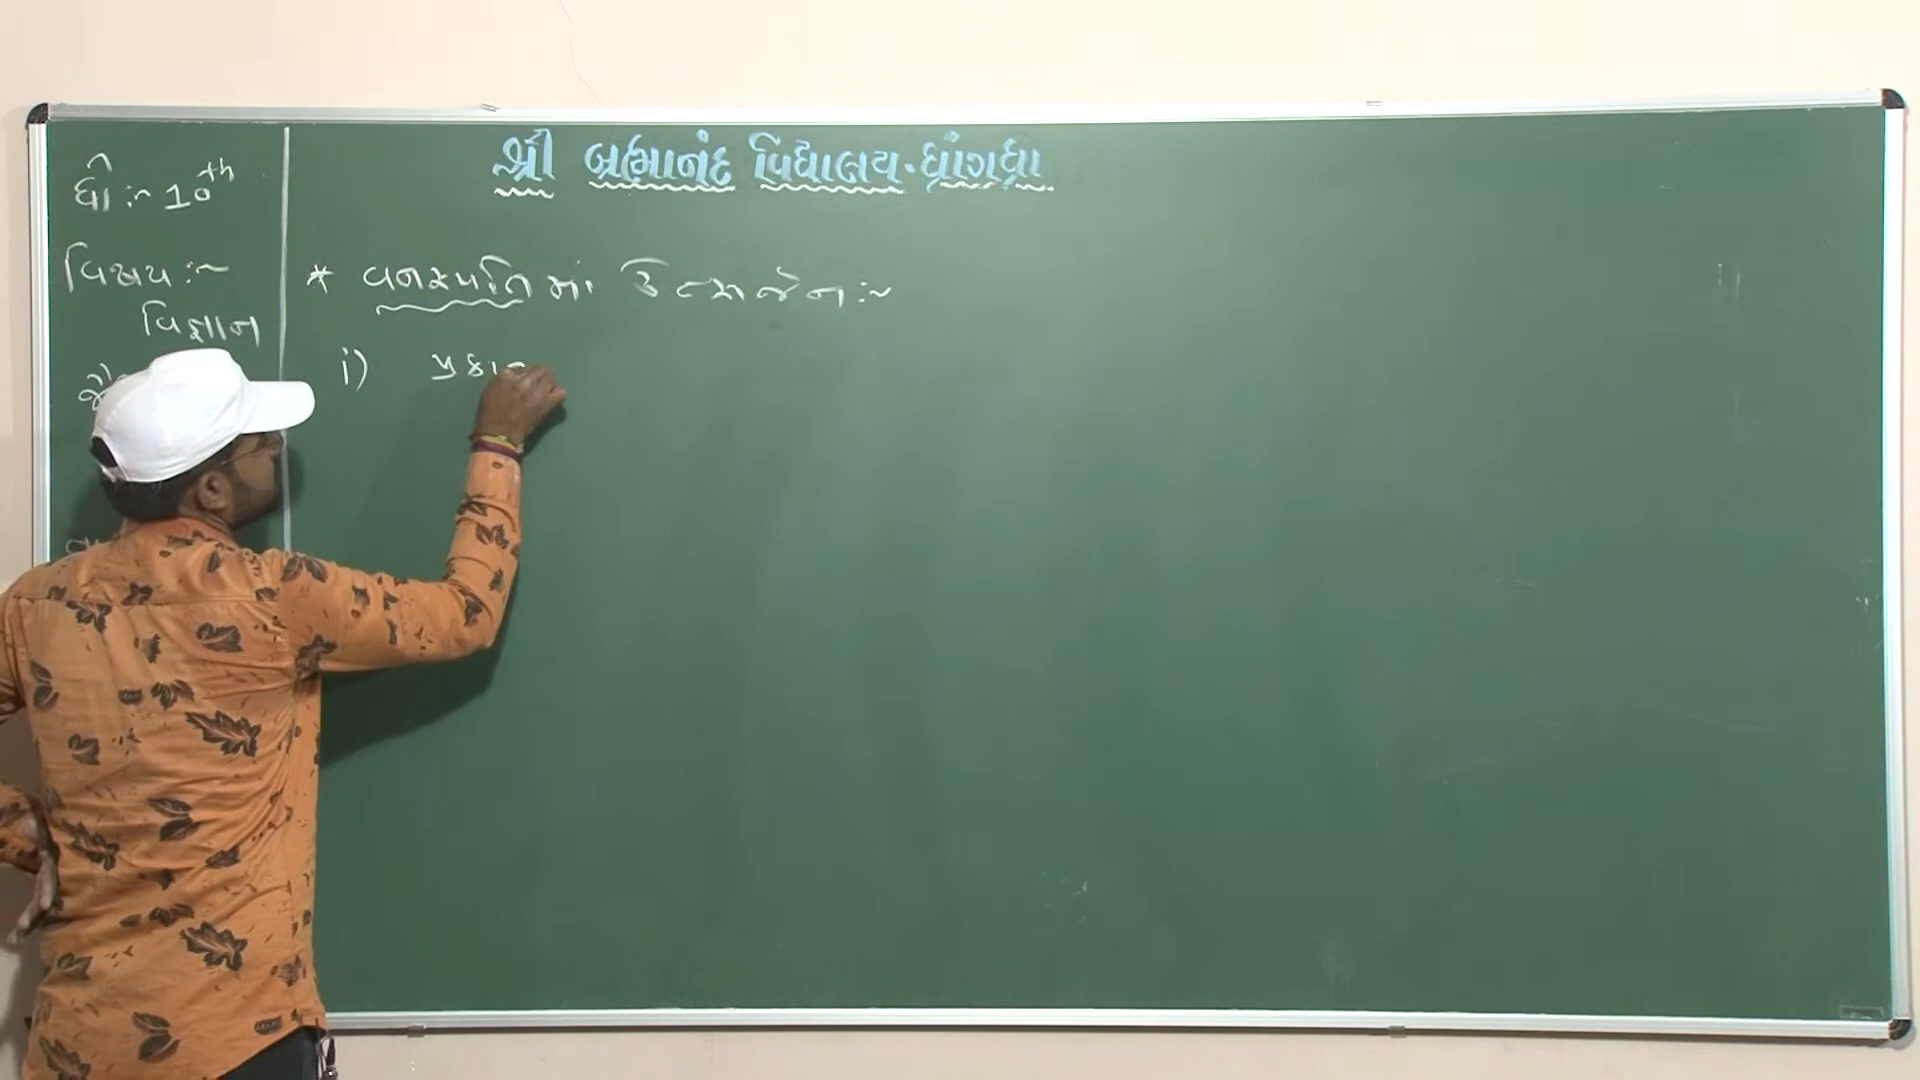 શ્રી બ્રહ્માનંદ વિદ્યાલય-ધ્રાંગધ્રા
ધો :~ 10th
વિષય :~
વિજ્ઞાન
* વનસ્પતિમાં ઉત્સર્જન :~
i) પ્રકા